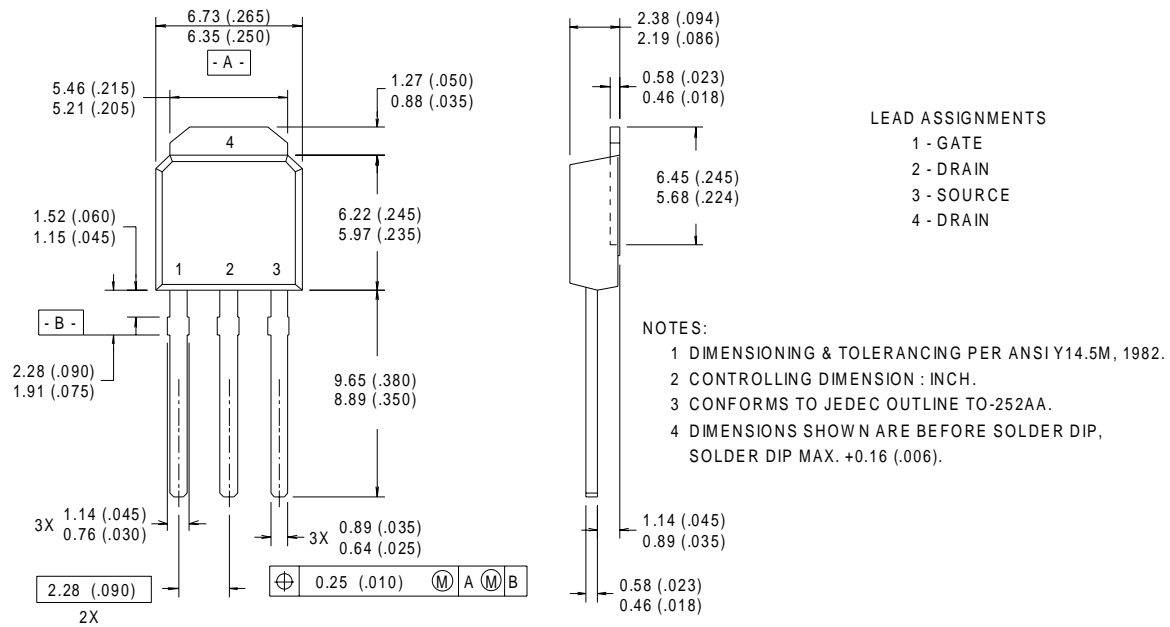 6.73 (.265)
6.35 (.250)
- A -
5.46 (.215)
5.21 (.205)
1.27 (.050)
0.88 (.035)
4
1.52 (.060)
1.15 (.045)
6.22 (.245)
5.97 (.235)
1 2 3
- B -
2.28 (.090)
1.91 (.075)
9.65 (.380)
8.89 (.350)
3X 1.14 (.045)
0.76 (.030)
3X 0.89 (.035)
0.64 (.025)
2.28 (.090)
2X
⌖ 0.25 (.010) Ⓜ A Ⓜ B
2.38 (.094)
2.19 (.086)
0.58 (.023)
0.46 (.018)
6.45 (.245)
5.68 (.224)
1.14 (.045)
0.89 (.035)
0.58 (.023)
0.46 (.018)
LEAD ASSIGNMENTS
1 - GATE
2 - DRAIN
3 - SOURCE
4 - DRAIN
NOTES:
1 DIMENSIONING & TOLERANCING PER ANSI Y14.5M, 1982.
2 CONTROLLING DIMENSION : INCH.
3 CONFORMS TO JEDEC OUTLINE TO-252AA.
4 DIMENSIONS SHOWN ARE BEFORE SOLDER DIP,
SOLDER DIP MAX. +0.16 (.006).